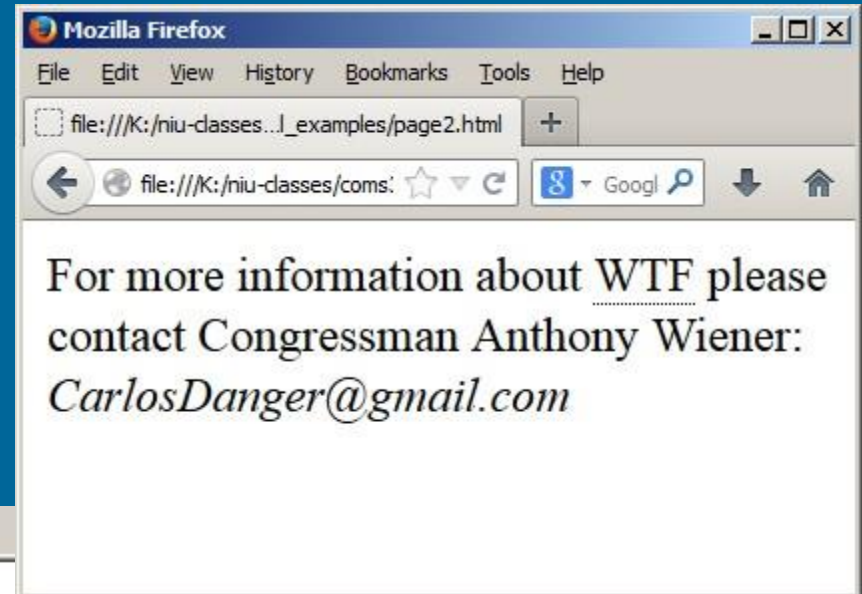 Mozilla Firefox
File Edit View History Bookmarks Tools Help
file:///K:/niu-classes...l_examples/page2.html +
file:///K:/niu-classes/coms: 8 Googl
For more information about WTF please
contact Congressman Anthony Wiener:
CarlosDanger@gmail.com